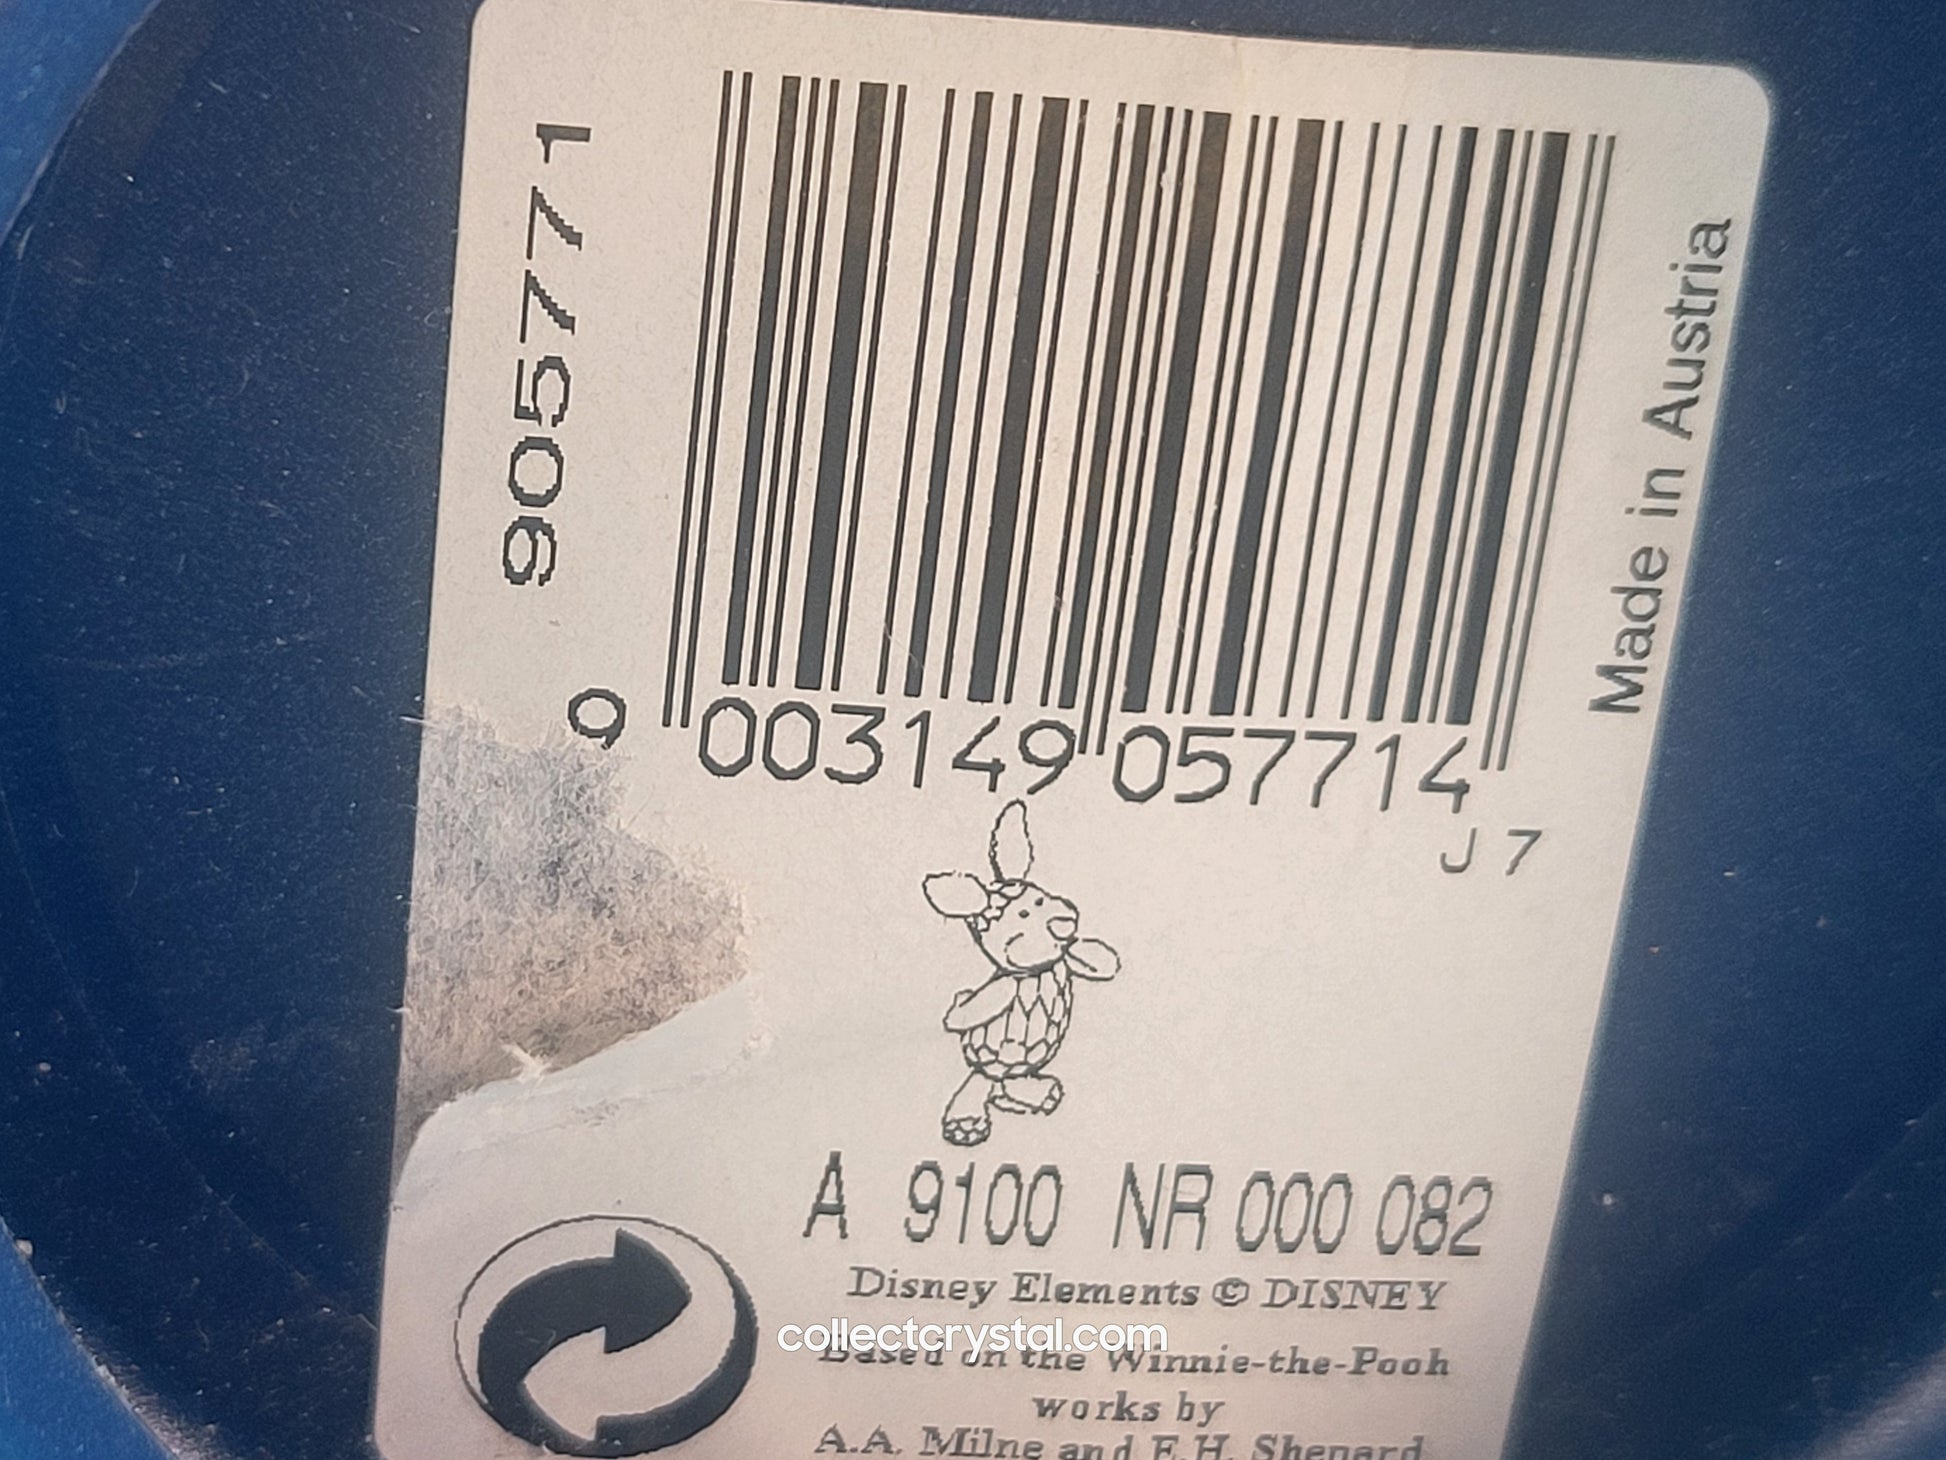 905771
9 003149 057714
J 7
Made in Austria
A 9100 NR 000 082
Disney Elements © DISNEY
collectcrystal.com
Based on the Winnie-the-Pooh
works by
A.A. Milne and E.H. Shepard